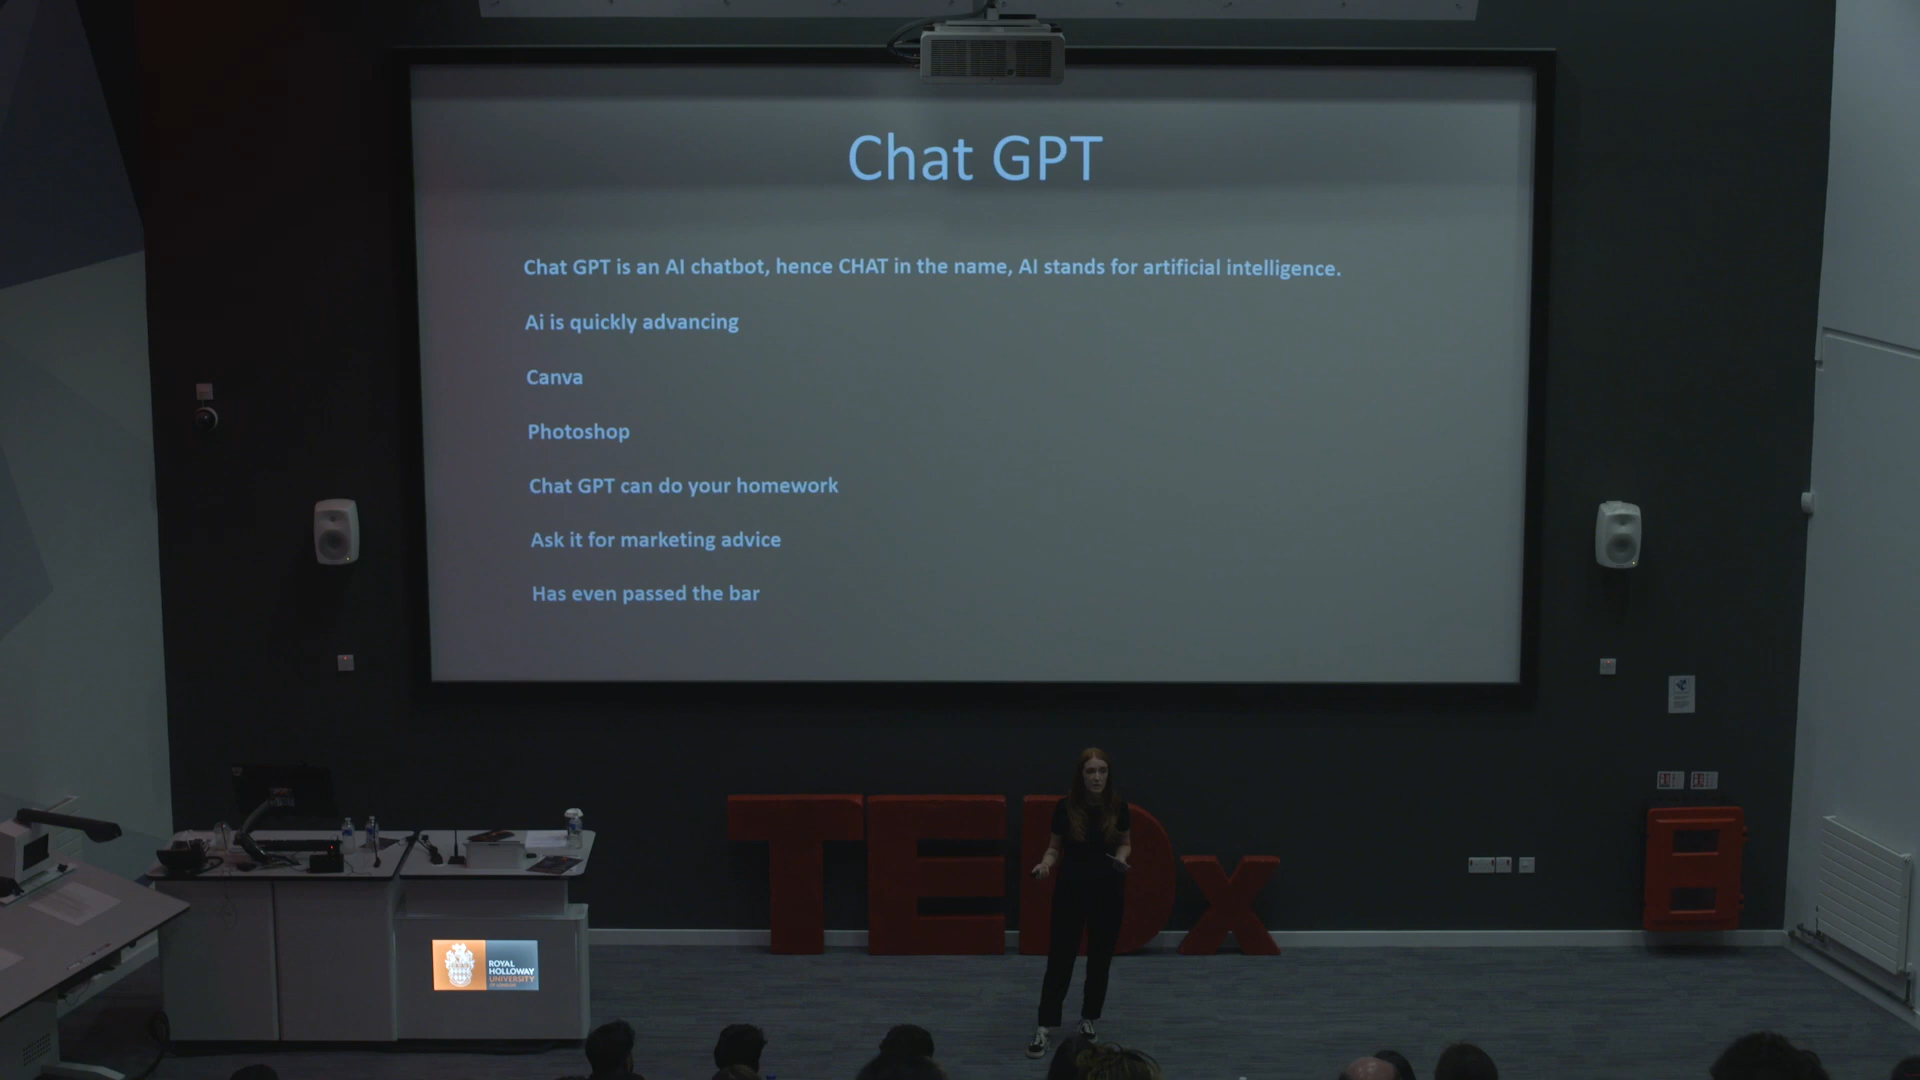 Chat GPT
Chat GPT is an AI chatbot, hence CHAT in the name, AI stands for artificial intelligence.
Ai is quickly advancing
Canva
Photoshop
Chat GPT can do your homework
Ask it for marketing advice
Has even passed the bar
TEDx
ROYAL
HOLLOWAY
UNIVERSITY
OF LONDON